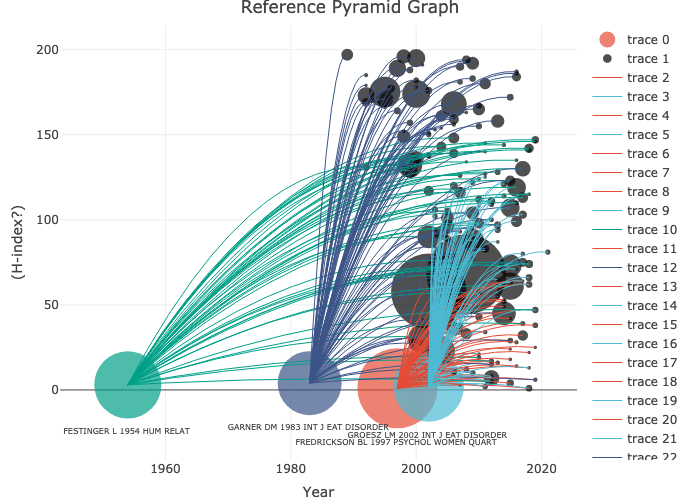 Reference Pyramid Graph
200
150
100
50
0
(H-index?)
FESTINGER L 1954 HUM RELAT
GARNER DM 1983 INT J EAT DISORDER
GROESZ LM 2002 INT J EAT DISORDER
FREDRICKSON BL 1997 PSYCHOL WOMEN QUART
1960
1980
2000
2020
Year
trace 0
trace 1
trace 2
trace 3
trace 4
trace 5
trace 6
trace 7
trace 8
trace 9
trace 10
trace 11
trace 12
trace 13
trace 14
trace 15
trace 16
trace 17
trace 18
trace 19
trace 20
trace 21
trace 22